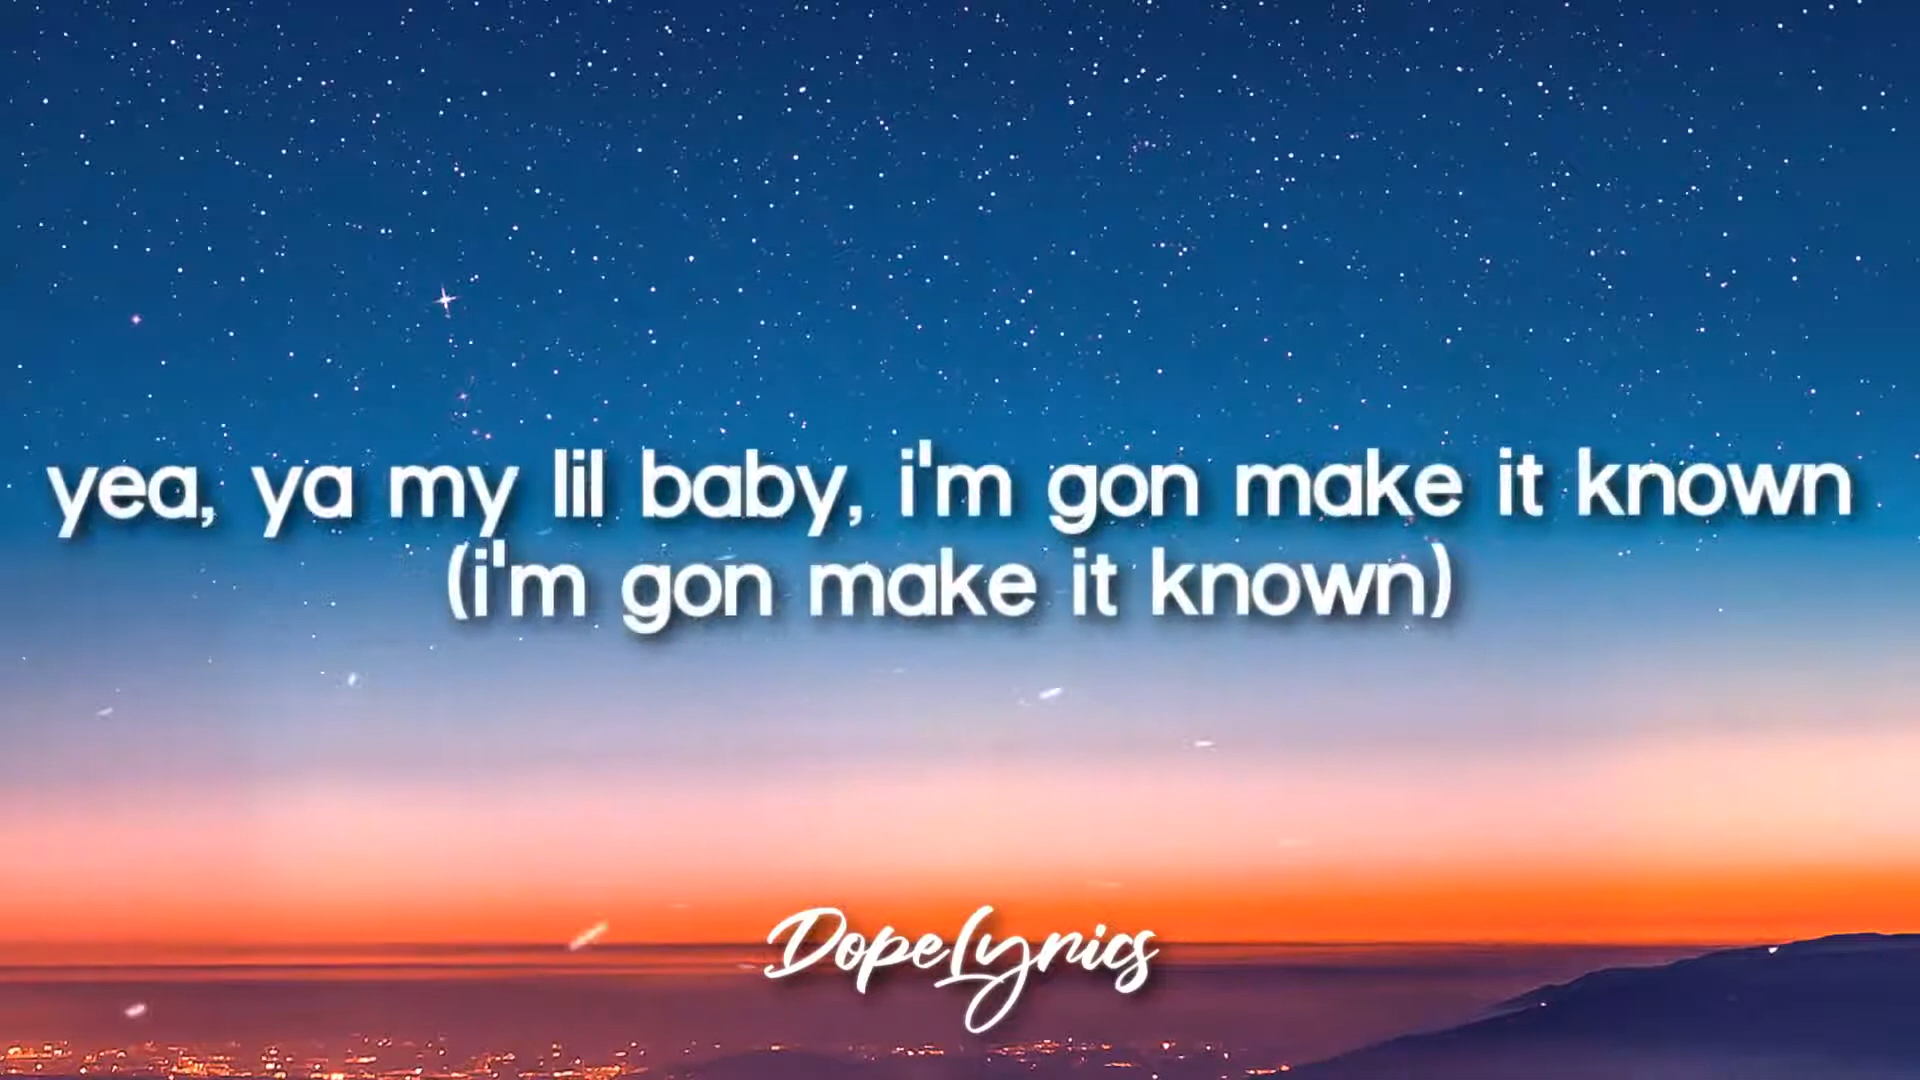 yea, ya my lil baby, i'm gon make it known
(i'm gon make it known)
DopeLyrics